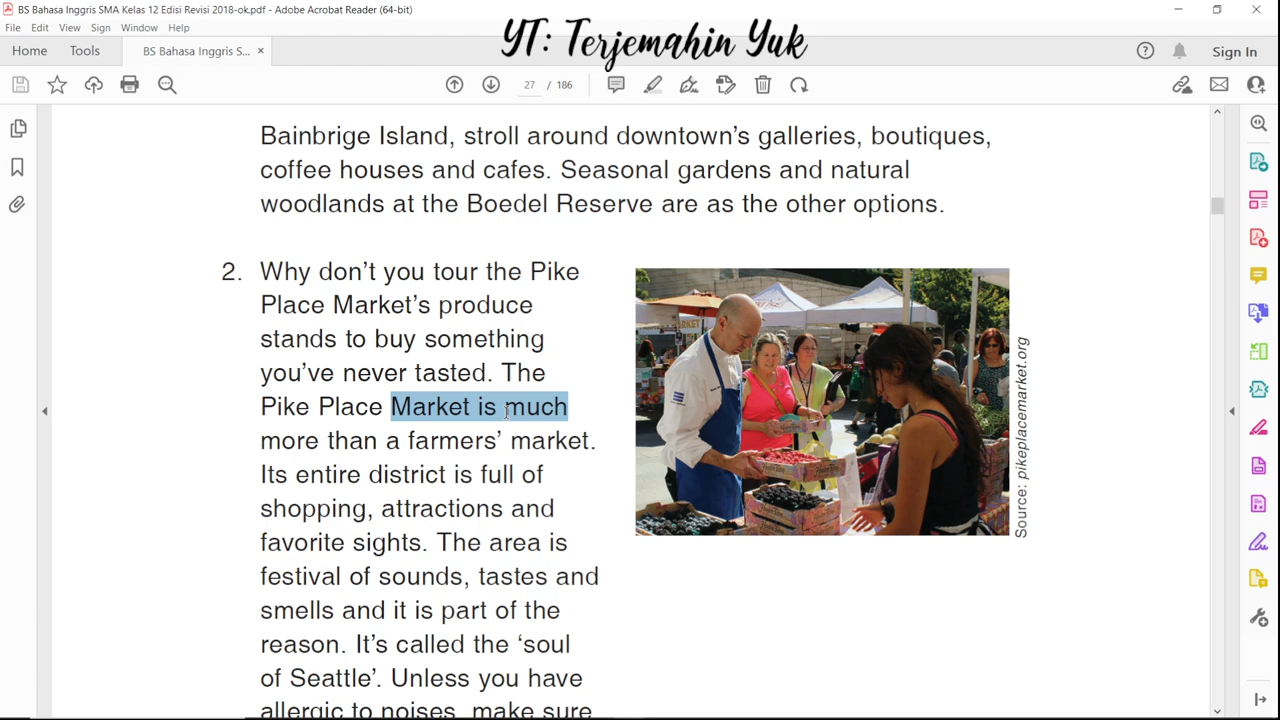 BS Bahasa Inggris SMA Kelas 12 Edisi Revisi 2018-ok.pdf - Adobe Acrobat Reader (64-bit)
YT: Terjemahin Yuk
File Edit View Sign Window Help
Home Tools BS Bahasa Inggris S... × Sign In
27 / 186
Bainbrige Island, stroll around downtown's galleries, boutiques,
coffee houses and cafes. Seasonal gardens and natural
woodlands at the Boedel Reserve are as the other options.
2. Why don't you tour the Pike
Place Market's produce
stands to buy something
you've never tasted. The
Pike Place Market is much
more than a farmers' market.
Its entire district is full of
shopping, attractions and
favorite sights. The area is
festival of sounds, tastes and
smells and it is part of the
reason. It's called the 'soul
of Seattle'. Unless you have
allergic to noises, make sure
Source: pikeplacemarket.org